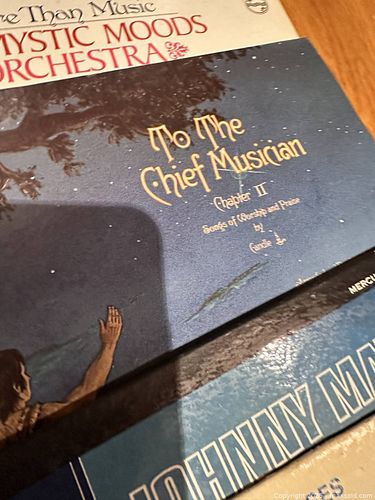 re Than Music
MYSTIC MOODS
ORCHESTRA
To The
Chief Musician
Chapter II
Songs of Worship and Praise
by
Candle
MERCU
JOHNNY MA
ES